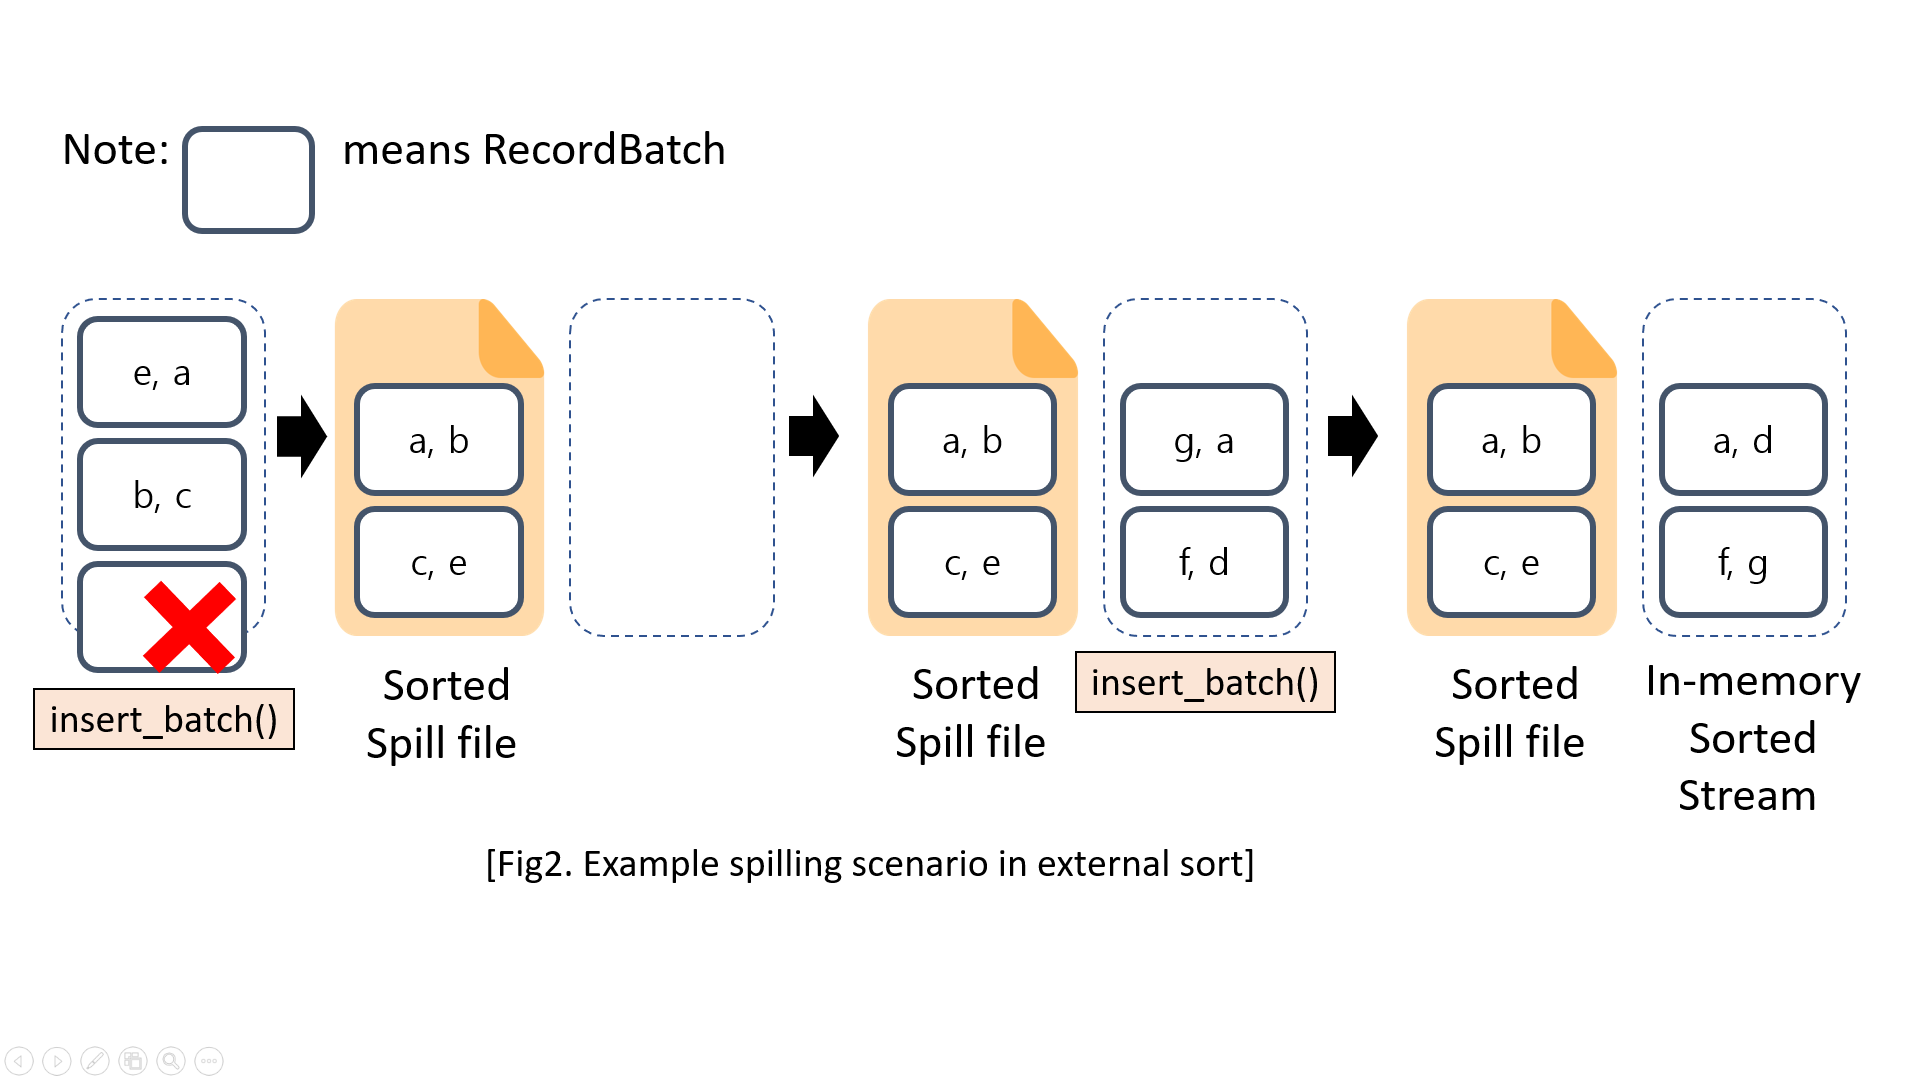 Note: means RecordBatch
e, a
b, c
insert_batch()
a, b
c, e
Sorted
Spill file
a, b
c, e
Sorted
Spill file
g, a
f, d
insert_batch()
a, b
c, e
Sorted
Spill file
a, d
f, g
In-memory
Sorted
Stream
[Fig2. Example spilling scenario in external sort]